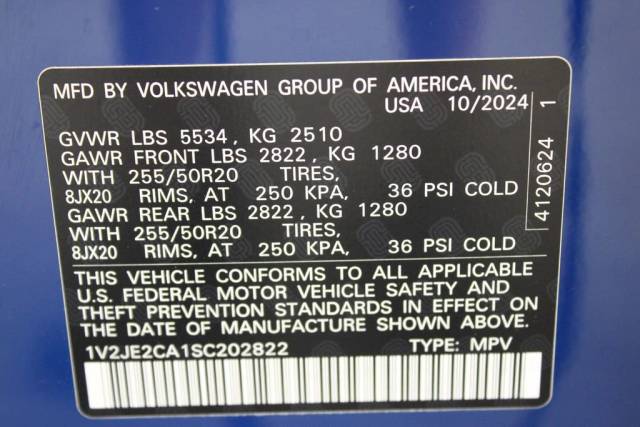 MFD BY VOLKSWAGEN GROUP OF AMERICA, INC.
USA 10/2024
GVWR LBS 5534, KG 2510
GAWR FRONT LBS 2822, KG 1280
WITH 255/50R20 TIRES,
8JX20 RIMS, AT 250 KPA, 36 PSI COLD
GAWR REAR LBS 2822, KG 1280
WITH 255/50R20 TIRES,
8JX20 RIMS, AT 250 KPA, 36 PSI COLD
THIS VEHICLE CONFORMS TO ALL APPLICABLE
U.S. FEDERAL MOTOR VEHICLE SAFETY AND
THEFT PREVENTION STANDARDS IN EFFECT ON
THE DATE OF MANUFACTURE SHOWN ABOVE.
1V2JE2CA1SC202822 TYPE: MPV
4120624 1